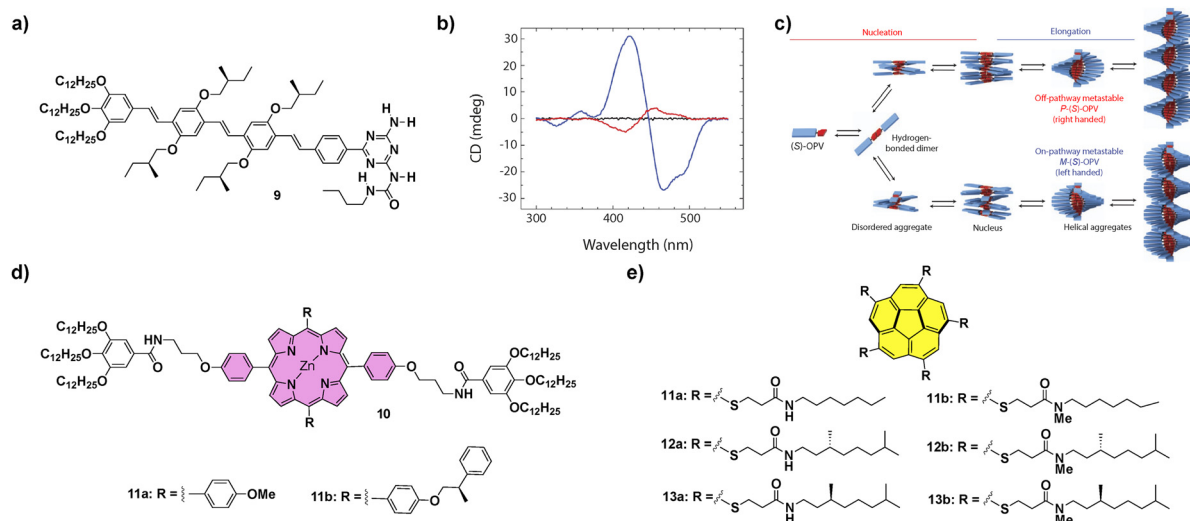 a)
C12H25O
C12H25O
C12H25O
O
O
O
O
N
N
N
N
H
H
H
N
N
H
O
9
b)
CD (mdeg)
30
20
10
0
-10
-20
-30
300
400
500
Wavelength (nm)
c)
Nucleation
Elongation
Off-pathway metastable
P-(S)-OPV
(right handed)
(S)-OPV
Hydrogen-
bonded dimer
On-pathway metastable
M-(S)-OPV
(left handed)
Disordered aggregate
Nucleus
Helical aggregates
d)
R
C12H25O
C12H25O
C12H25O
O
NH
O
N
N
Zn
N
N
O
N
H
O
OC12H25
OC12H25
OC12H25
R
10
11a: R =
OMe
11b: R =
O
e)
R
R
R
R
R
11a: R =
S
O
N
H
11b: R =
S
O
N
Me
12a: R =
S
O
N
H
12b: R =
S
O
N
Me
13a: R =
S
O
N
H
13b: R =
S
O
N
Me